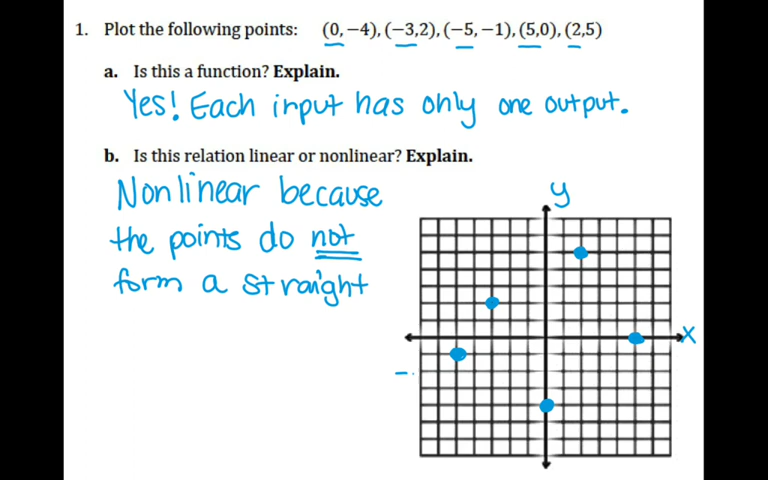 1. Plot the following points: (0,−4), (−3,2), (−5,−1), (5,0), (2,5)
a. Is this a function? Explain.
Yes! Each input has only one output.
b. Is this relation linear or nonlinear? Explain.
Nonlinear because
the points do not
form a straight
y
x
-